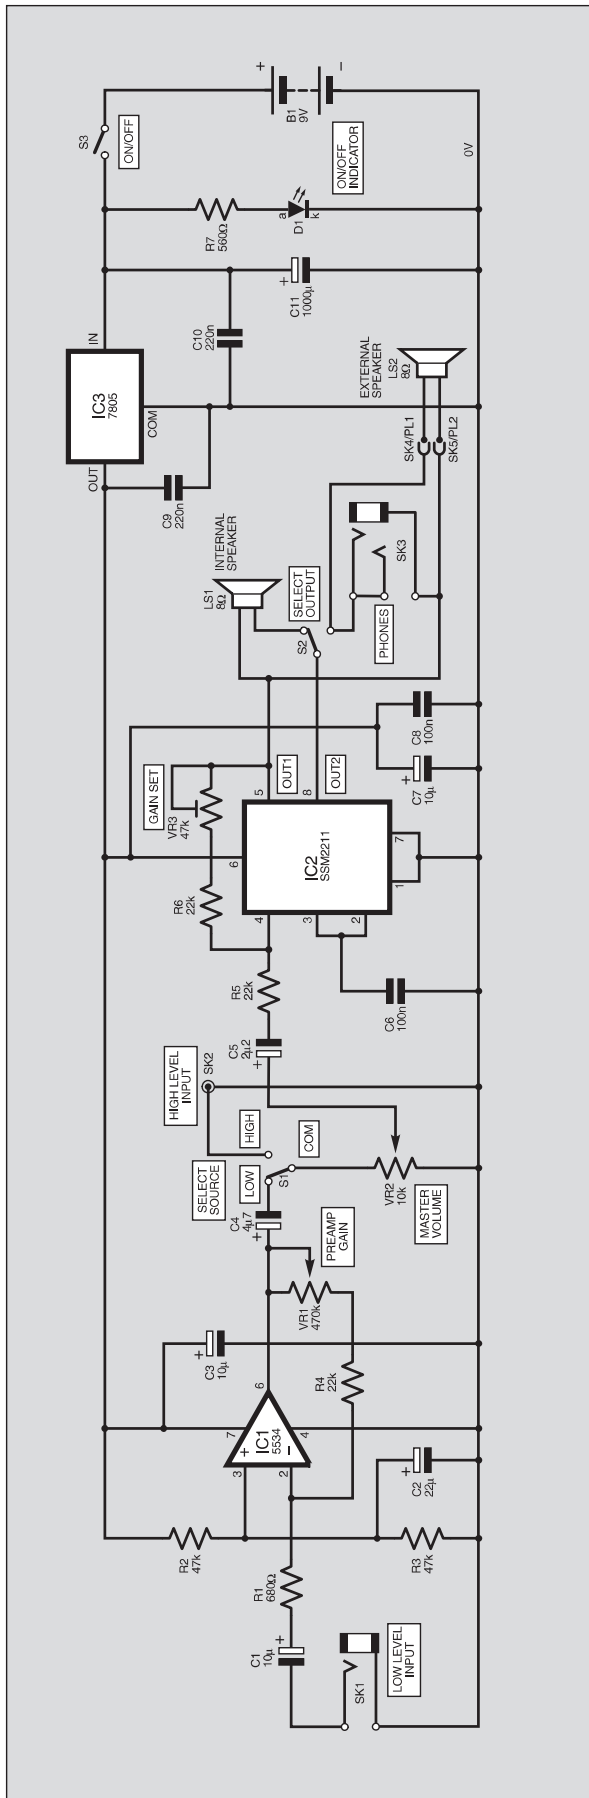 SK1
LOW LEVEL
INPUT
C1
10µ
+
R1
680Ω
R2
47k
R3
47k
C2
22µ
+
3
2
+
−
IC1
5534
7
4
6
C3
10µ
+
R4
22k
VR1
470k
PREAMP
GAIN
C4
4µ7
+
SELECT
SOURCE
LOW
HIGH
S1
COM
HIGH LEVEL
INPUT
SK2
VR2
10k
MASTER
VOLUME
C5
2µ2
+
R5
22k
C6
100n
R6
22k
VR3
47k
GAIN SET
4
3
2
6
IC2
SSM2211
1
7
5
8
OUT1
OUT2
C7
10µ
+
C8
100n
LS1
8Ω
INTERNAL
SPEAKER
S2
SELECT
OUTPUT
PHONES
SK3
SK4/PL1
SK5/PL2
EXTERNAL
SPEAKER
LS2
8Ω
C9
220n
OUT
IC3
7805
IN
COM
C10
220n
C11
1000µ
+
R7
560Ω
a
D1
k
ON/OFF
INDICATOR
S3
ON/OFF
+
B1
9V
−
0V